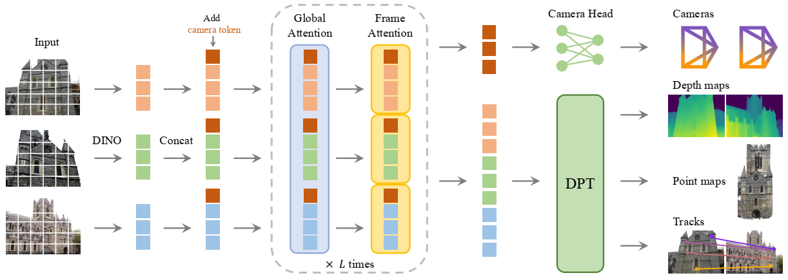 Input
Add
camera token
Global
Attention
Frame
Attention
Camera Head
Cameras
Depth maps
DINO
Concat
DPT
Point maps
Tracks
× L times